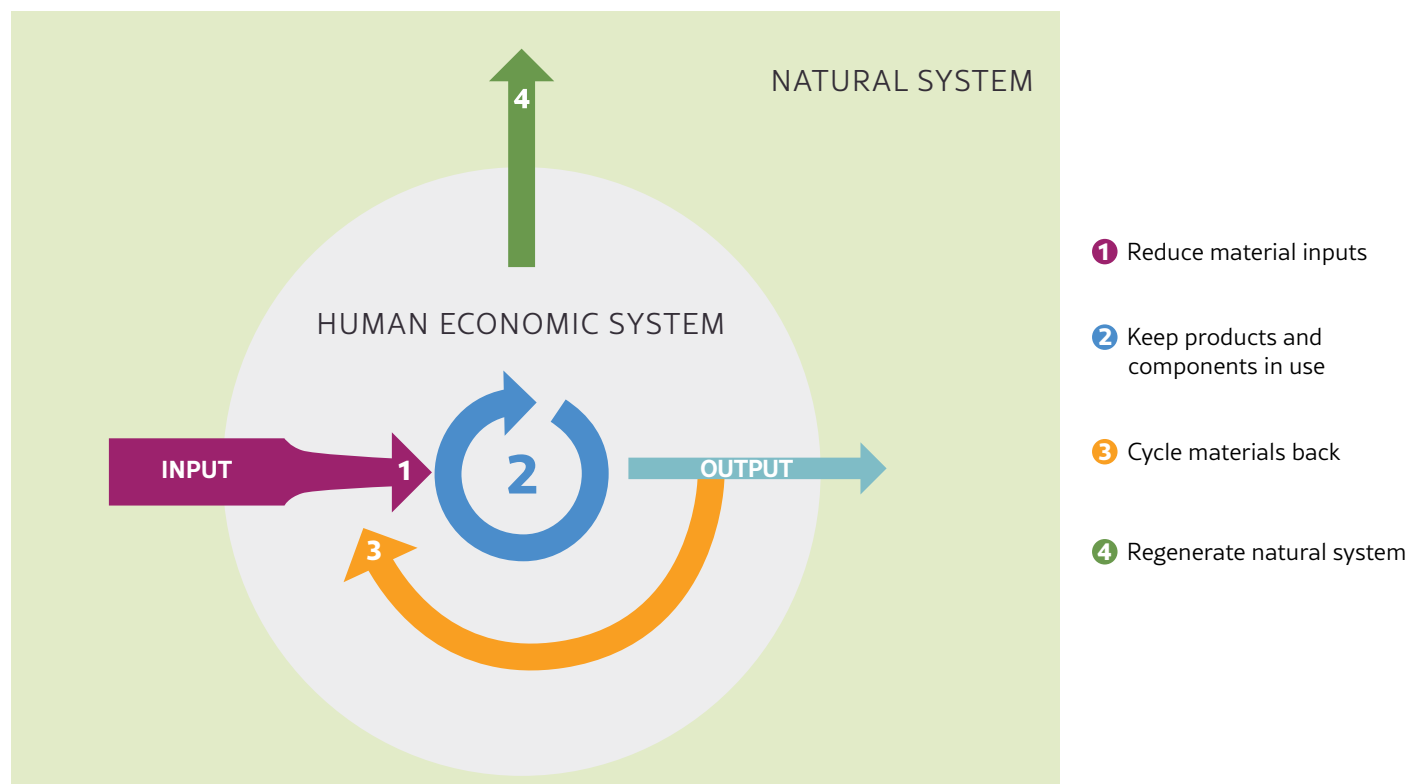 NATURAL SYSTEM
4
HUMAN ECONOMIC SYSTEM
INPUT
1
2
OUTPUT
3
1 Reduce material inputs
2 Keep products and
components in use
3 Cycle materials back
4 Regenerate natural system